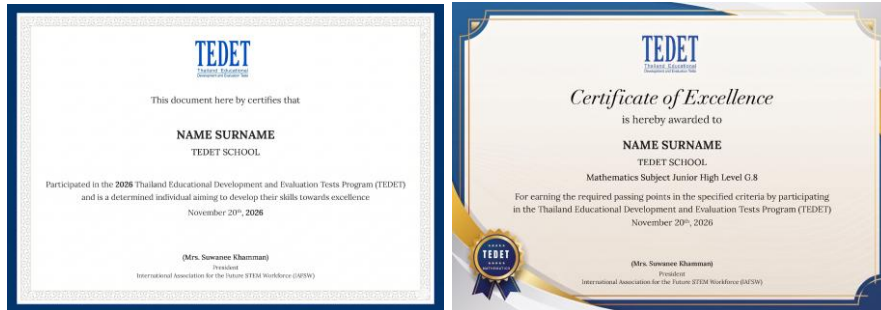 TEDET
Thailand Educational
Development and Evaluation Tests
This document here by certifies that
NAME SURNAME
TEDET SCHOOL
Participated in the 2026 Thailand Educational Development and Evaluation Tests Program (TEDET)
and is a determined individual aiming to develop their skills towards excellence
November 20th, 2026
(Mrs. Suwanee Khamman)
President
International Association for the Future STEM Workforce (IAFSW)
TEDET
Thailand Educational
Development and Evaluation Tests
Certificate of Excellence
is hereby awarded to
NAME SURNAME
TEDET SCHOOL
Mathematics Subject Junior High Level G.8
For earning the required passing points in the specified criteria by participating
in the Thailand Educational Development and Evaluation Tests Program (TEDET)
November 20th, 2026
TEDET
MATHEMATICS
(Mrs. Suwanee Khamman)
President
International Association for the Future STEM Workforce (IAFSW)